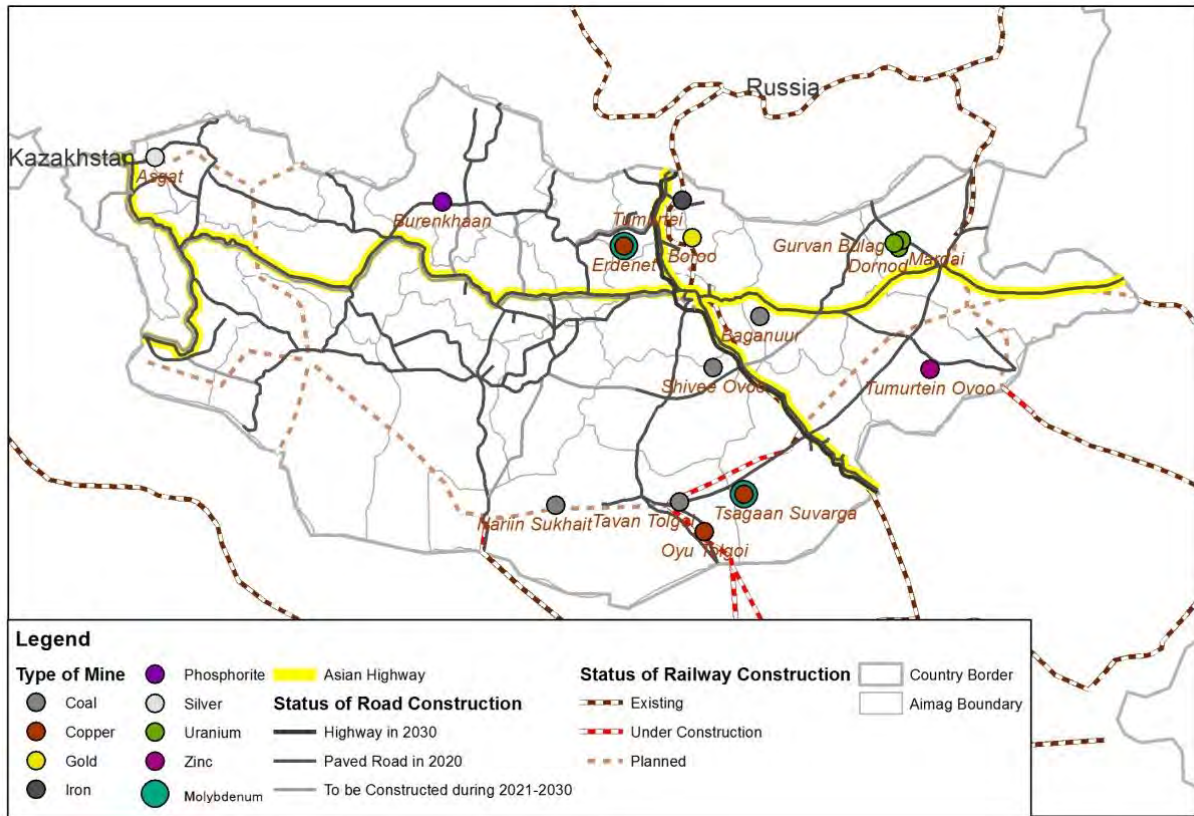 Russia
Kazakhstan
Asgat
Burenkhaan
Tumurtei
Boroo
Erdenet
Gurvan Bulag
Mardai
Dornod
Baganuur
Shivee Ovoo
Tumurtein Ovoo
Nariin Sukhait
Tavan Tolgoi
Tsagaan Suvarga
Oyu Tolgoi
Legend
Type of Mine
Coal
Copper
Gold
Iron
Phosphorite
Silver
Uranium
Zinc
Molybdenum
Asian Highway
Status of Road Construction
Highway in 2030
Paved Road in 2020
To be Constructed during 2021-2030
Status of Railway Construction
Existing
Under Construction
Planned
Country Border
Aimag Boundary